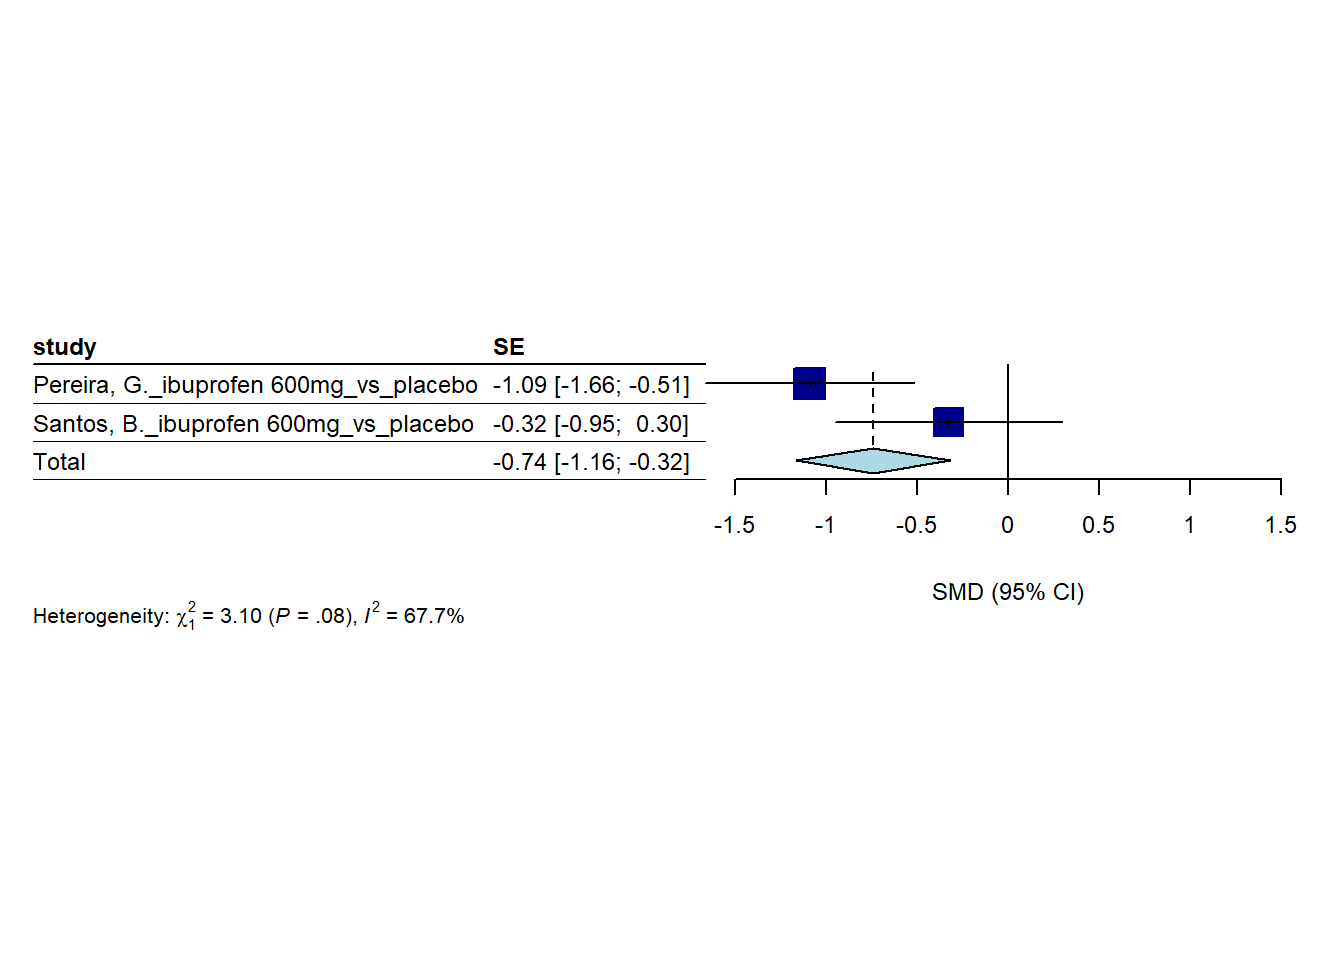 study SE
Pereira, G._ibuprofen 600mg_vs_placebo -1.09 [-1.66; -0.51]
Santos, B._ibuprofen 600mg_vs_placebo -0.32 [-0.95; 0.30]
Total -0.74 [-1.16; -0.32]
-1.5 -1 -0.5 0 0.5 1 1.5
SMD (95% CI)
Heterogeneity: χ²₁ = 3.10 (P = .08), I² = 67.7%